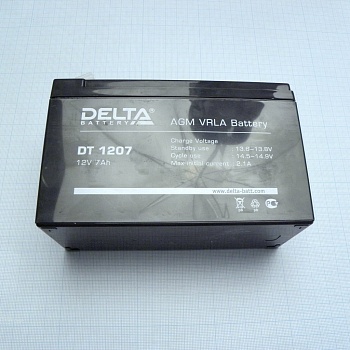 DELTA
BATTERY
DT 1207
12V 7Ah
AGM VRLA Battery
Charge Voltage
Standby use : 13.6-13.8V
Cycle use : 14.5-14.9V
Max.initial current : 2.1A
www.delta-batt.com